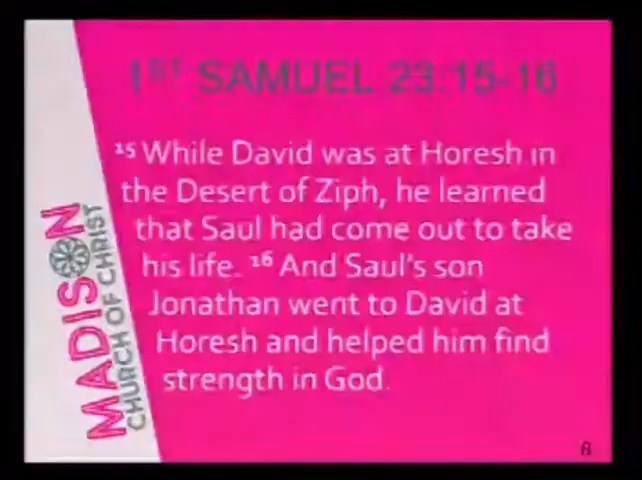 1ST SAMUEL 23:15-16
¹⁵ While David was at Horesh in
the Desert of Ziph, he learned
that Saul had come out to take
his life. ¹⁶ And Saul's son
Jonathan went to David at
Horesh and helped him find
strength in God.
MADISON
CHURCH OF CHRIST
8